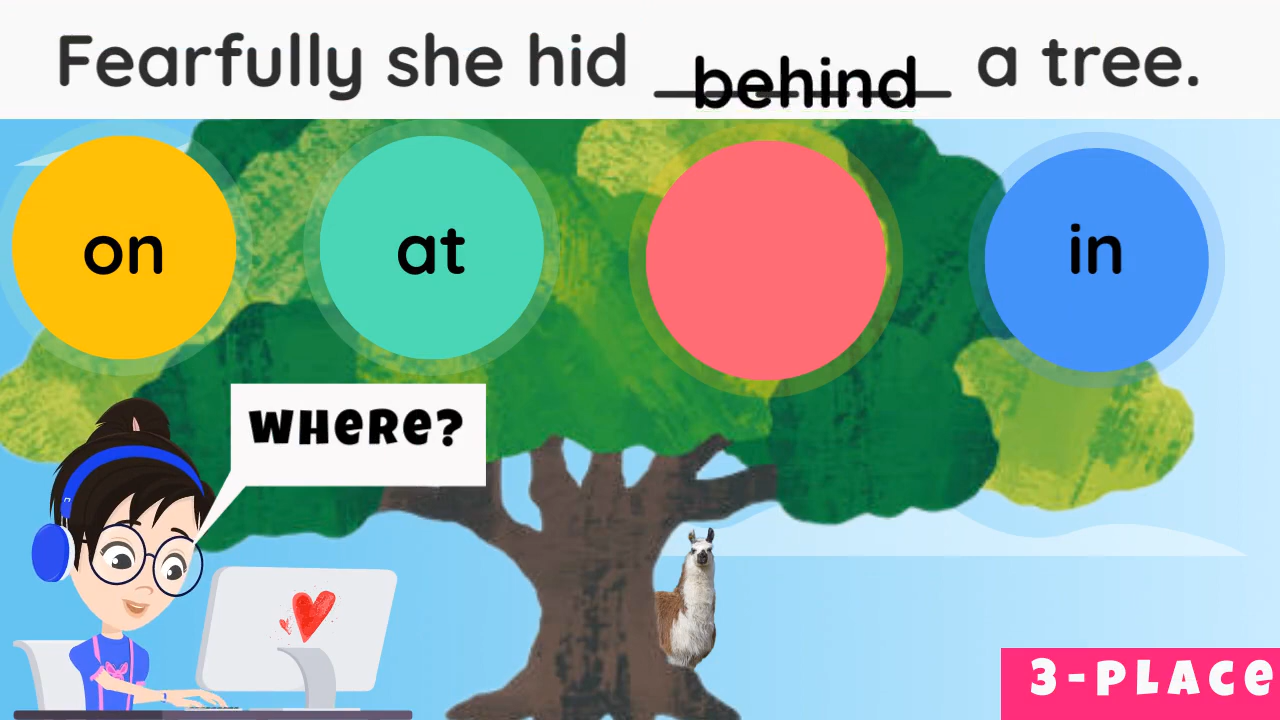 Fearfully she hid behind a tree.
on
at
in
WHERE?
3-PLACE